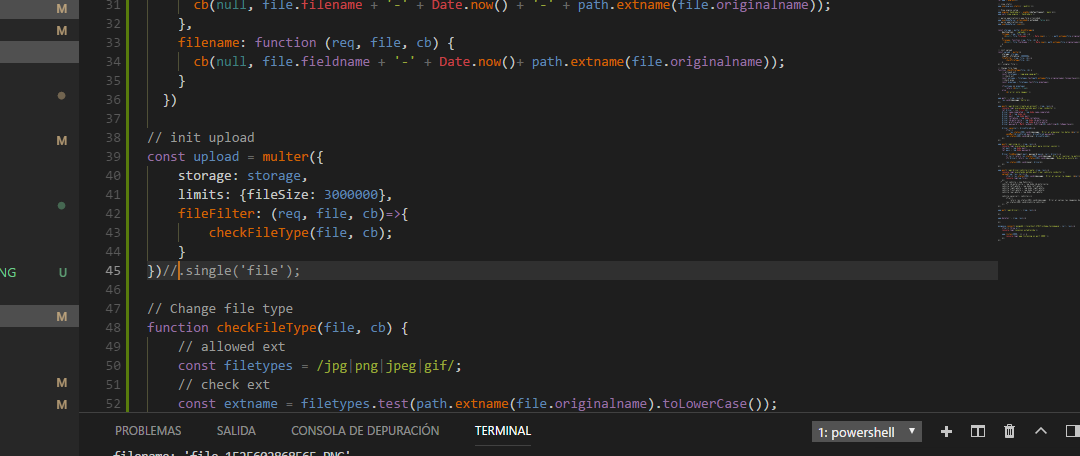 31 cb(null, file.filename + '-' + Date.now() + '-' + path.extname(file.originalname));
32 },
33 filename: function (req, file, cb) {
34 cb(null, file.fieldname + '-' + Date.now()+ path.extname(file.originalname));
35 }
36 })
37
38 // init upload
39 const upload = multer({
40 storage: storage,
41 limits: {fileSize: 3000000},
42 fileFilter: (req, file, cb)=>{
43 checkFileType(file, cb);
44 }
45 })//.single('file');
46
47 // Change file type
48 function checkFileType(file, cb) {
49 // allowed ext
50 const filetypes = /jpg|png|jpeg|gif/;
51 // check ext
52 const extname = filetypes.test(path.extname(file.originalname).toLowerCase());
M
M
M
NG U
M
M
M
PROBLEMAS SALIDA CONSOLA DE DEPURACIÓN TERMINAL 1: powershell